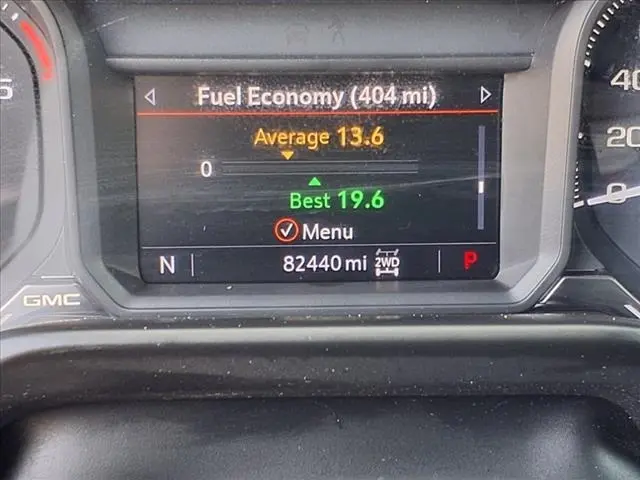 Fuel Economy (404 mi)
Average 13.6
0
Best 19.6
Menu
N 82440 mi 2WD P
GMC
40
20
0